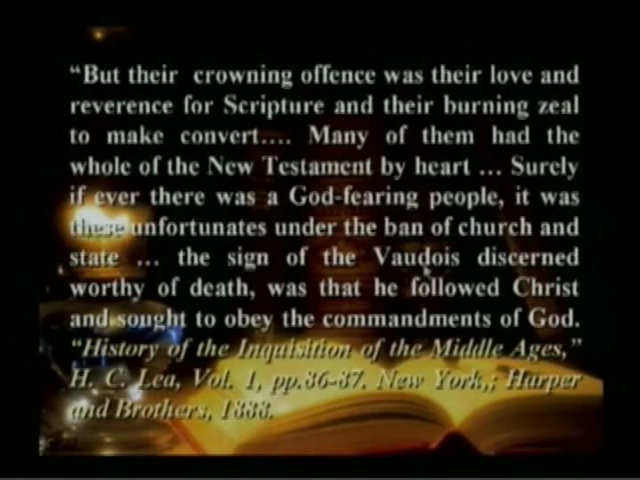 “But their crowning offence was their love and
reverence for Scripture and their burning zeal
to make convert.... Many of them had the
whole of the New Testament by heart ... Surely
if ever there was a God-fearing people, it was
these unfortunates under the ban of church and
state ... the sign of the Vaudois discerned
worthy of death, was that he followed Christ
and sought to obey the commandments of God.
“History of the Inquisition of the Middle Ages,”
H. C. Lea, Vol. 1, pp.86-87. New York,; Harper
and Brothers, 1888.